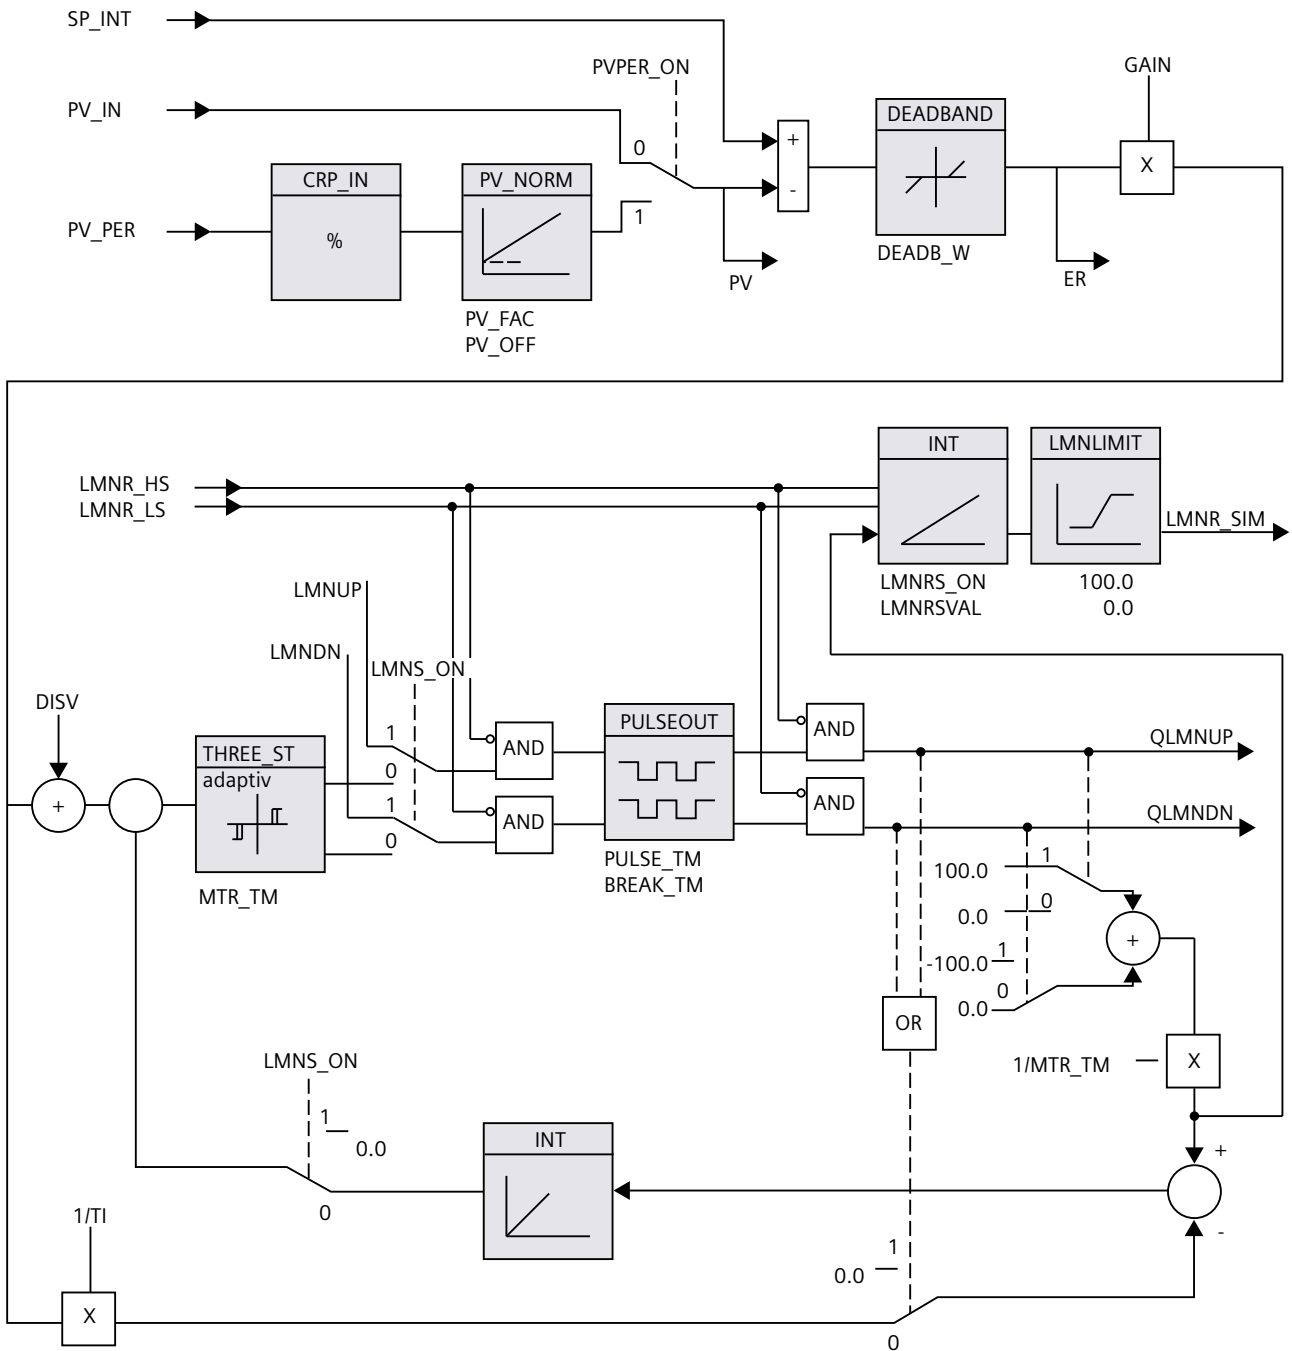 SP_INT
PVPER_ON
GAIN
PV_IN
DEADBAND
+
0
X
CRP_IN
PV_NORM
-
1
PV_PER
%
DEADB_W
PV
ER
PV_FAC
PV_OFF
INT
LMNLIMIT
LMNR_HS
LMNR_LS
LMNR_SIM
LMNRS_ON
100.0
LMNRSVAL
0.0
LMNUP
LMNDN
LMNS_ON
DISV
PULSEOUT
AND
1
AND
QLMNUP
THREE_ST
0
adaptiv
1
AND
+
0
AND
QLMNDN
PULSE_TM
BREAK_TM
MTR_TM
100.0
1
0.0
0
+
-100.0
1
0
0.0
OR
LMNS_ON
1/MTR_TM
X
1
0.0
INT
+
0
1/TI
-
1
0.0
X
0